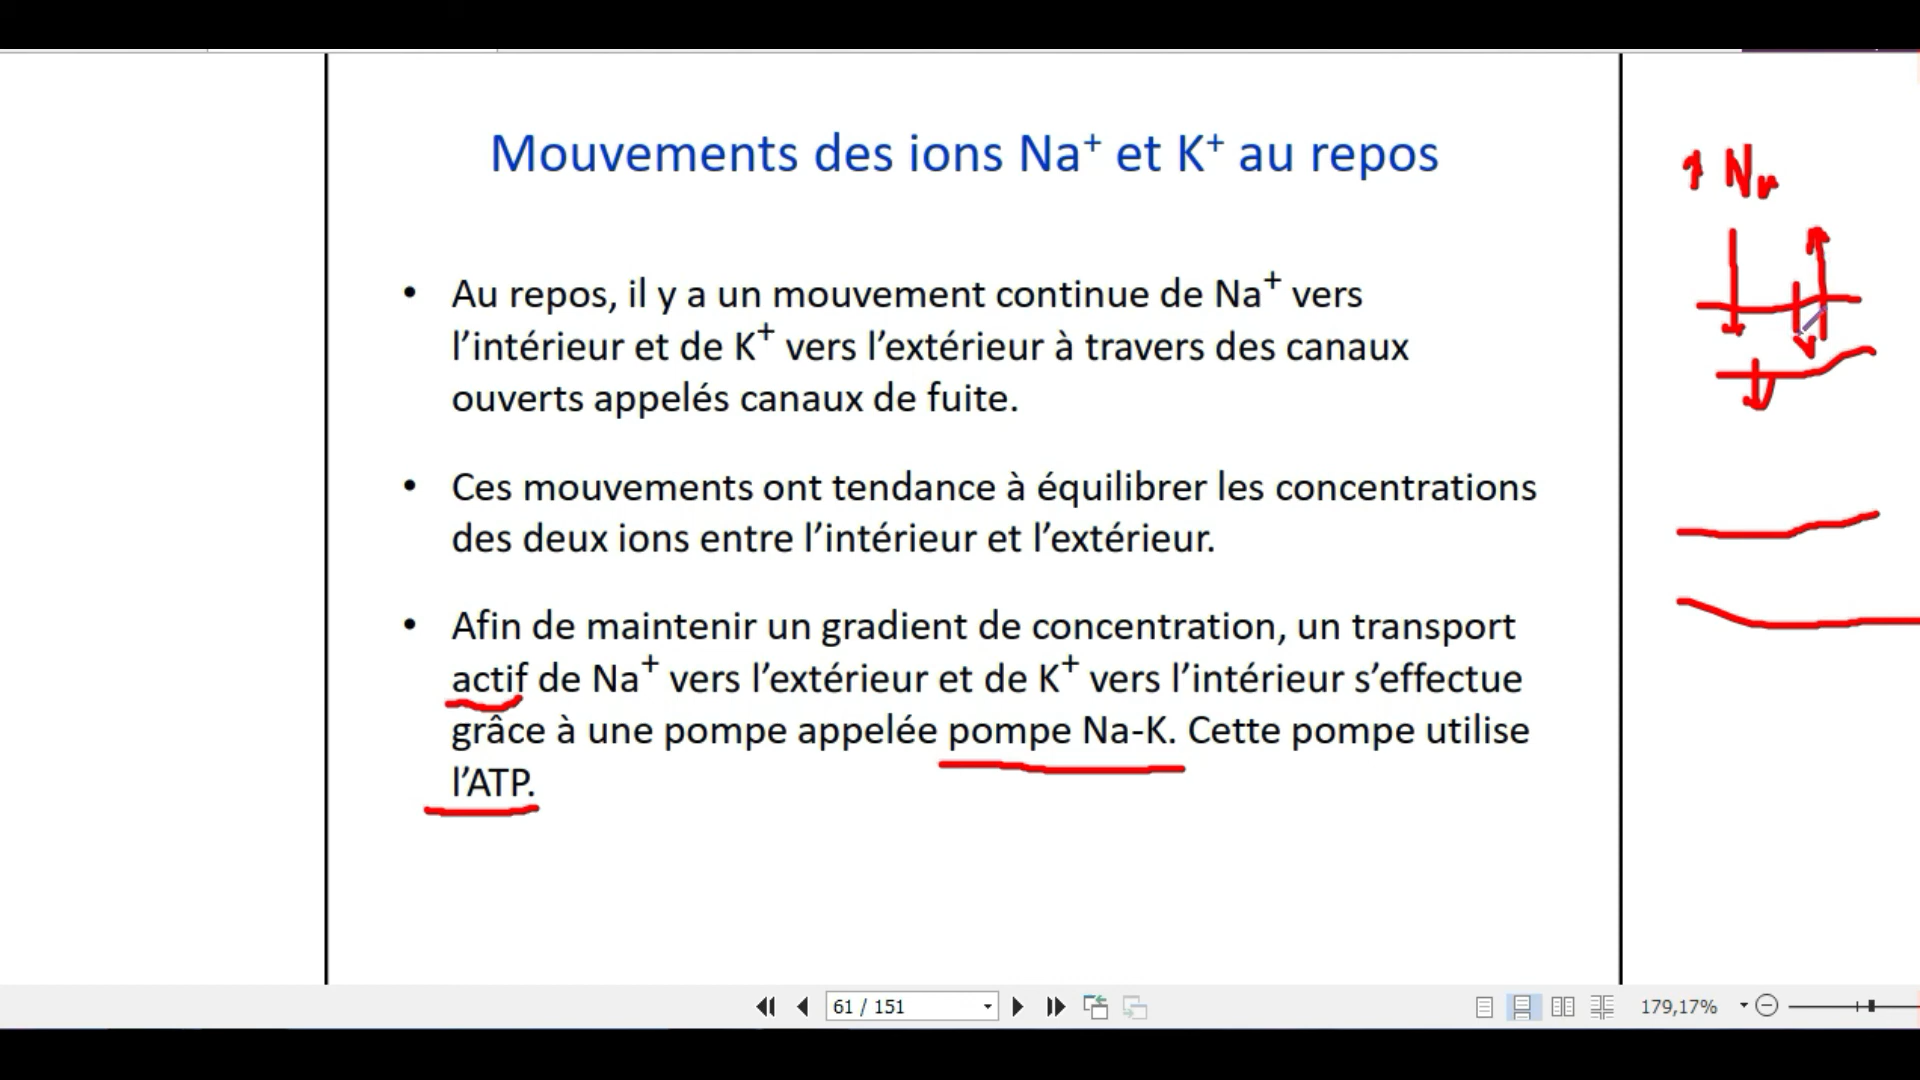 Mouvements des ions Na⁺ et K⁺ au repos
• Au repos, il y a un mouvement continue de Na⁺ vers
l'intérieur et de K⁺ vers l'extérieur à travers des canaux
ouverts appelés canaux de fuite.
• Ces mouvements ont tendance à équilibrer les concentrations
des deux ions entre l'intérieur et l'extérieur.
• Afin de maintenir un gradient de concentration, un transport
actif de Na⁺ vers l'extérieur et de K⁺ vers l'intérieur s'effectue
grâce à une pompe appelée pompe Na-K. Cette pompe utilise
l'ATP.
61 / 151
179,17%